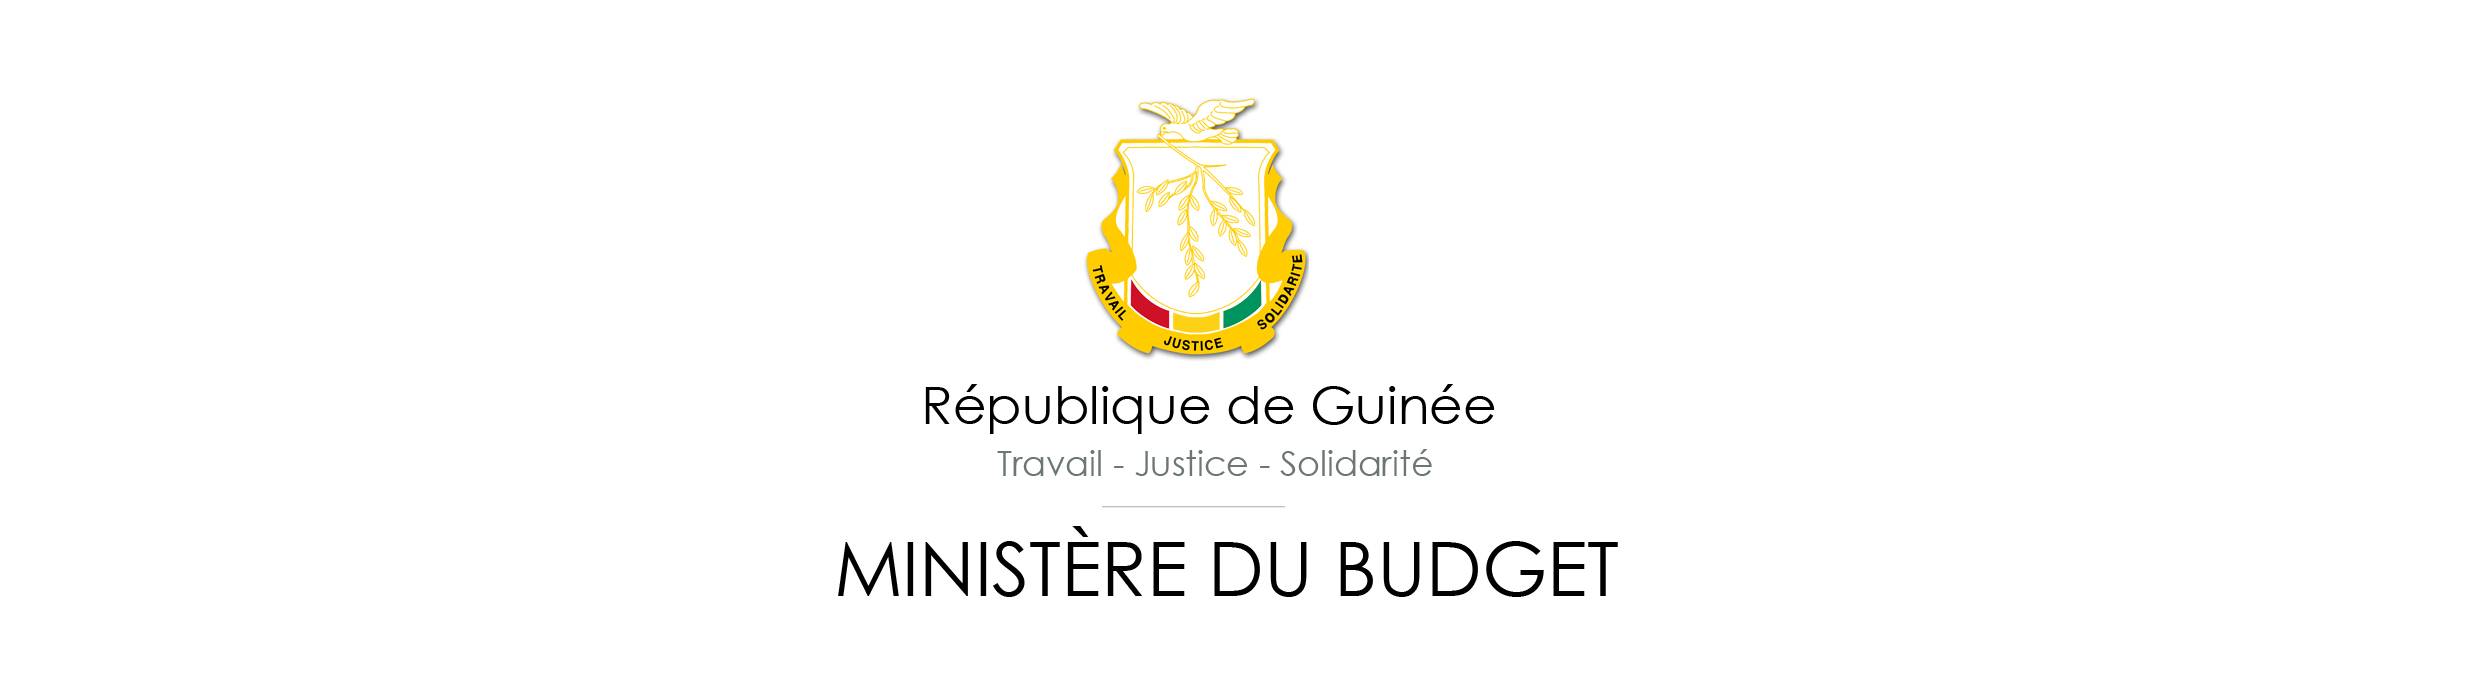 TRAVAIL
JUSTICE
SOLIDARITE
République de Guinée
Travail - Justice - Solidarité
MINISTÈRE DU BUDGET